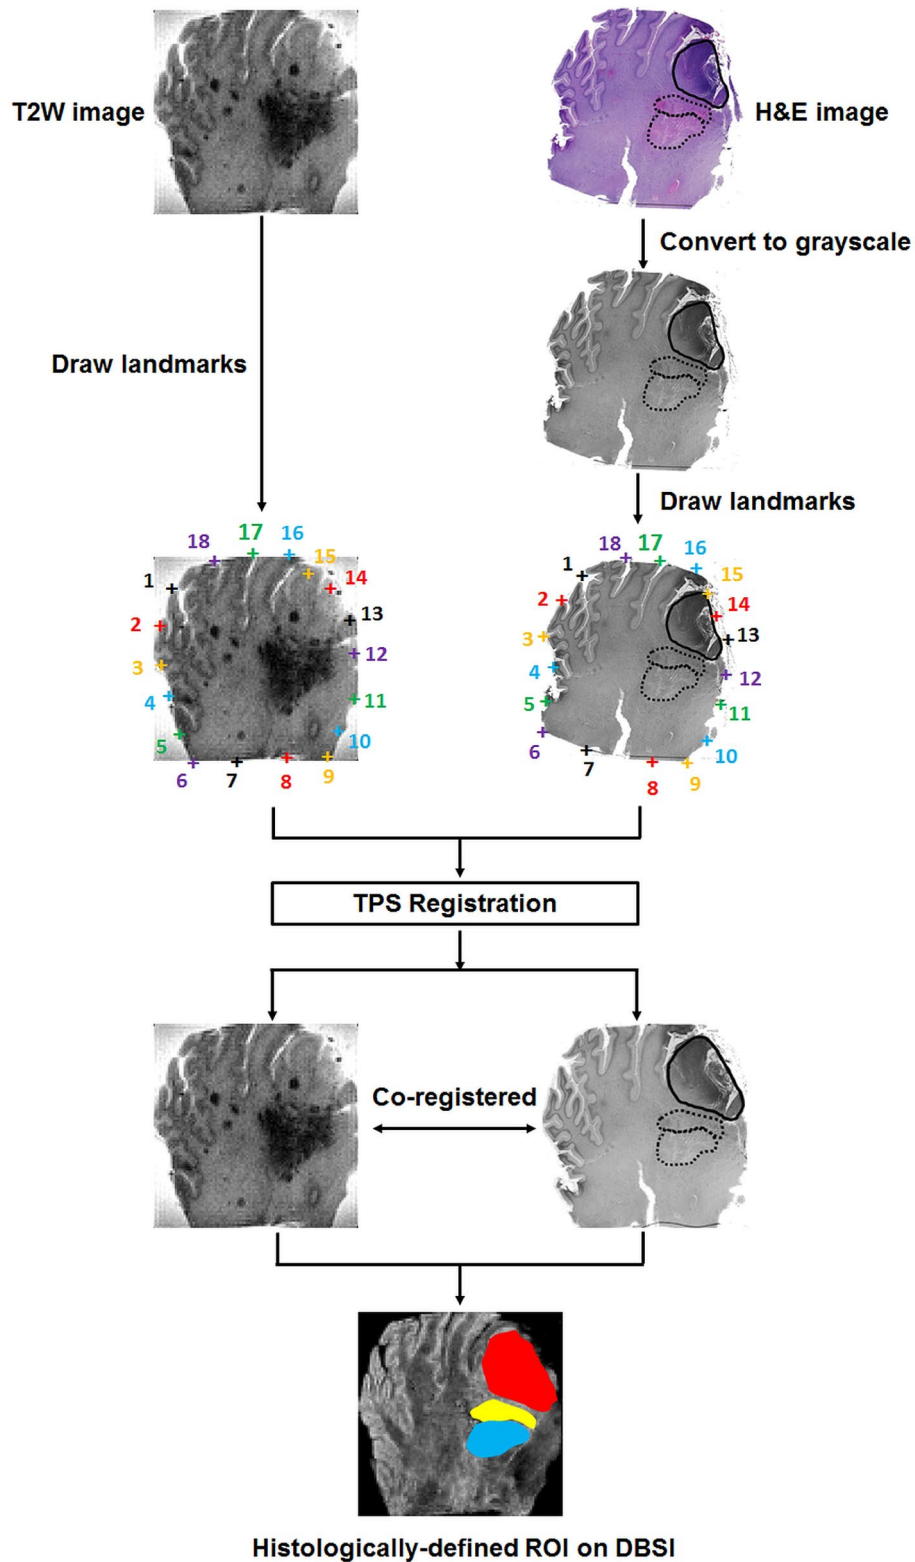 T2W image
H&E image
Convert to grayscale
Draw landmarks
Draw landmarks
18 17 16 15 14 13 12 11 10 9 8 7 6 5 4 3 2 1
18 17 16 15 14 13 12 11 10 9 8 7 6 5 4 3 2 1
TPS Registration
Co-registered
Histologically-defined ROI on DBSI